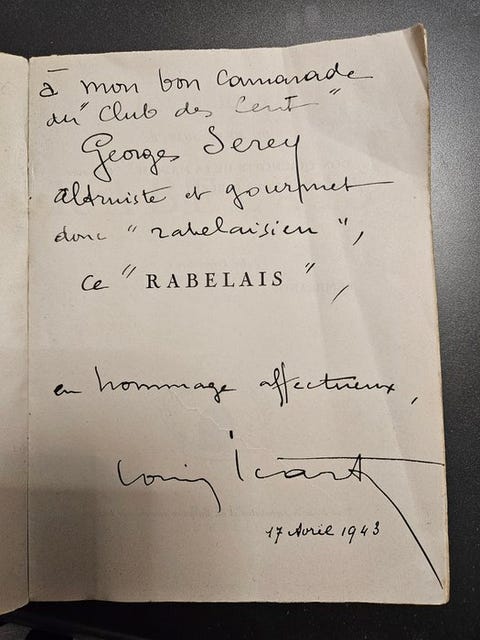 à mon bon camarade
du "Club des Cent"
Georges Serey
altruiste et gourmet
donc "rabelaisien",
ce "RABELAIS",
en hommage affectueux,
Louis Icart
17 Avril 1943